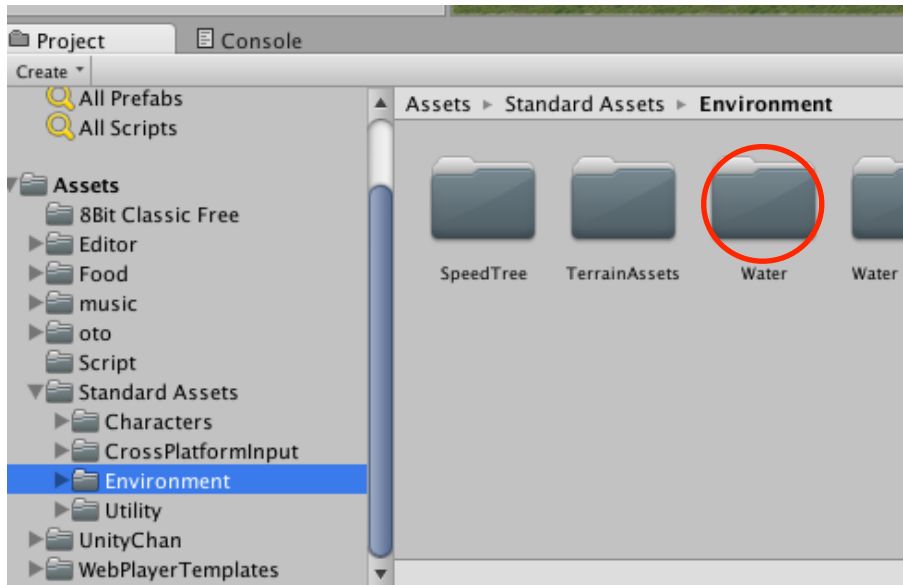 Project
Console
Create
All Prefabs
All Scripts
Assets
8Bit Classic Free
Editor
Food
music
oto
Script
Standard Assets
Characters
CrossPlatformInput
Environment
Utility
UnityChan
WebPlayerTemplates
Assets ▸ Standard Assets ▸ Environment
SpeedTree
TerrainAssets
Water
Water